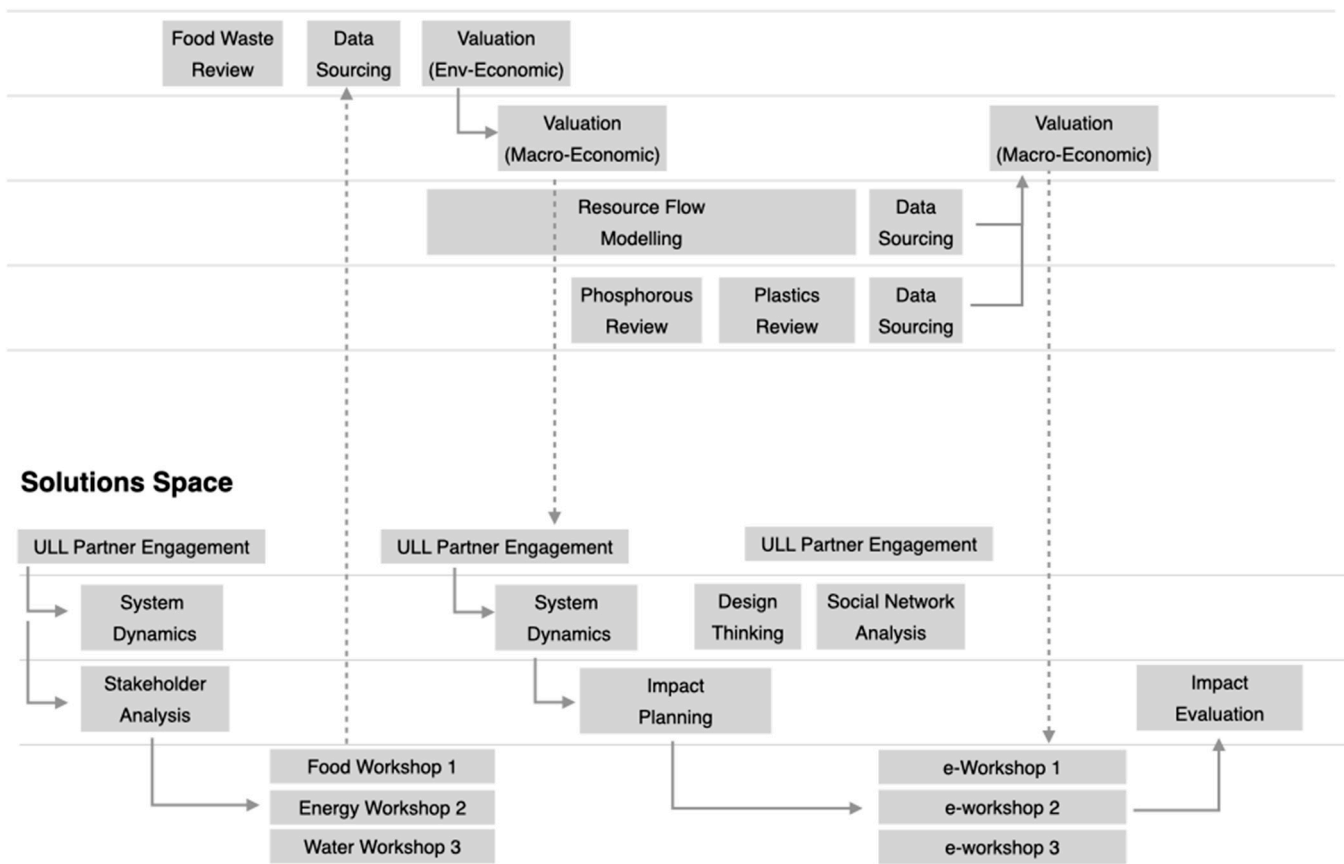 Food Waste
Review
Data
Sourcing
Valuation
(Env-Economic)
Valuation
(Macro-Economic)
Valuation
(Macro-Economic)
Resource Flow
Modelling
Data
Sourcing
Phosphorous
Review
Plastics
Review
Data
Sourcing
Solutions Space
ULL Partner Engagement
ULL Partner Engagement
ULL Partner Engagement
System
Dynamics
System
Dynamics
Design
Thinking
Social Network
Analysis
Stakeholder
Analysis
Impact
Planning
Impact
Evaluation
Food Workshop 1
Energy Workshop 2
Water Workshop 3
e-Workshop 1
e-workshop 2
e-workshop 3